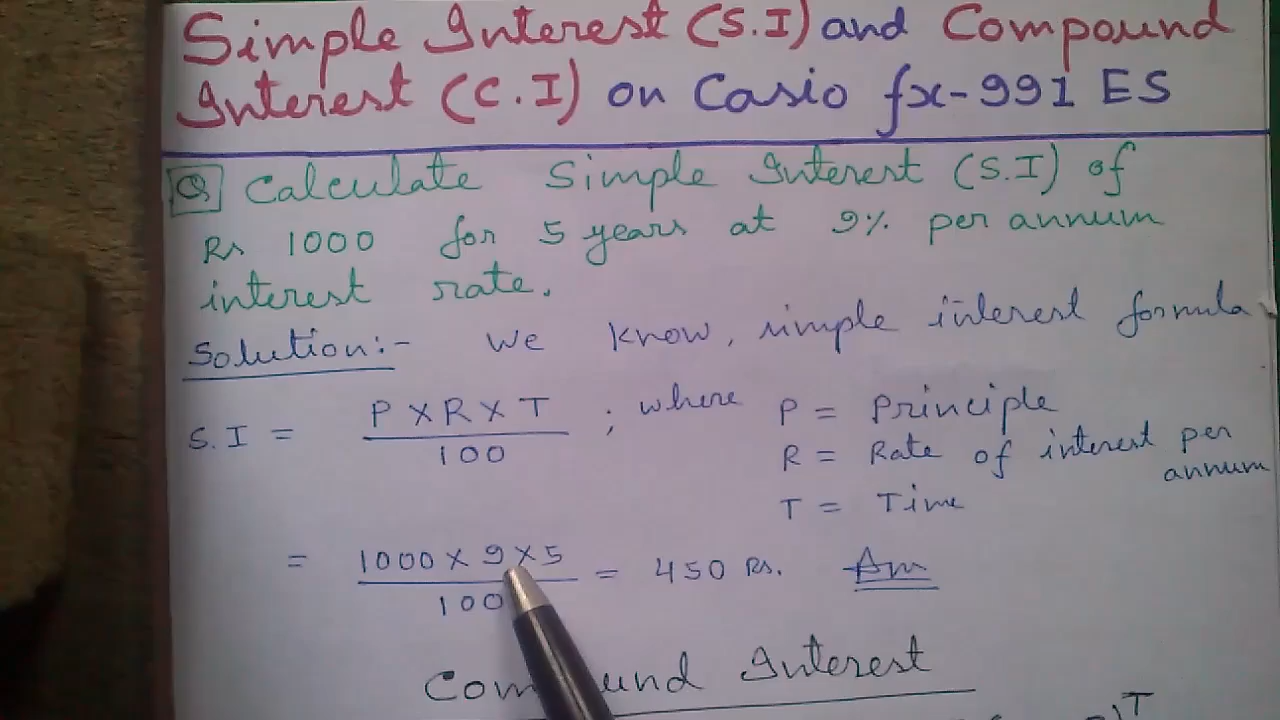 Simple Interest (S.I) and Compound
Interest (C.I) on Casio fx-991 ES
Q. Calculate Simple Interest (S.I) of
Rs 1000 for 5 years at 9% per annum
interest rate.
Solution:- We know, simple interest formula
S.I = P X R X T / 100 ; where P = Principle
R = Rate of interest per annum
T = Time
= 1000 X 9 X 5 / 100 = 450 Rs. Ans
Compound Interest
T